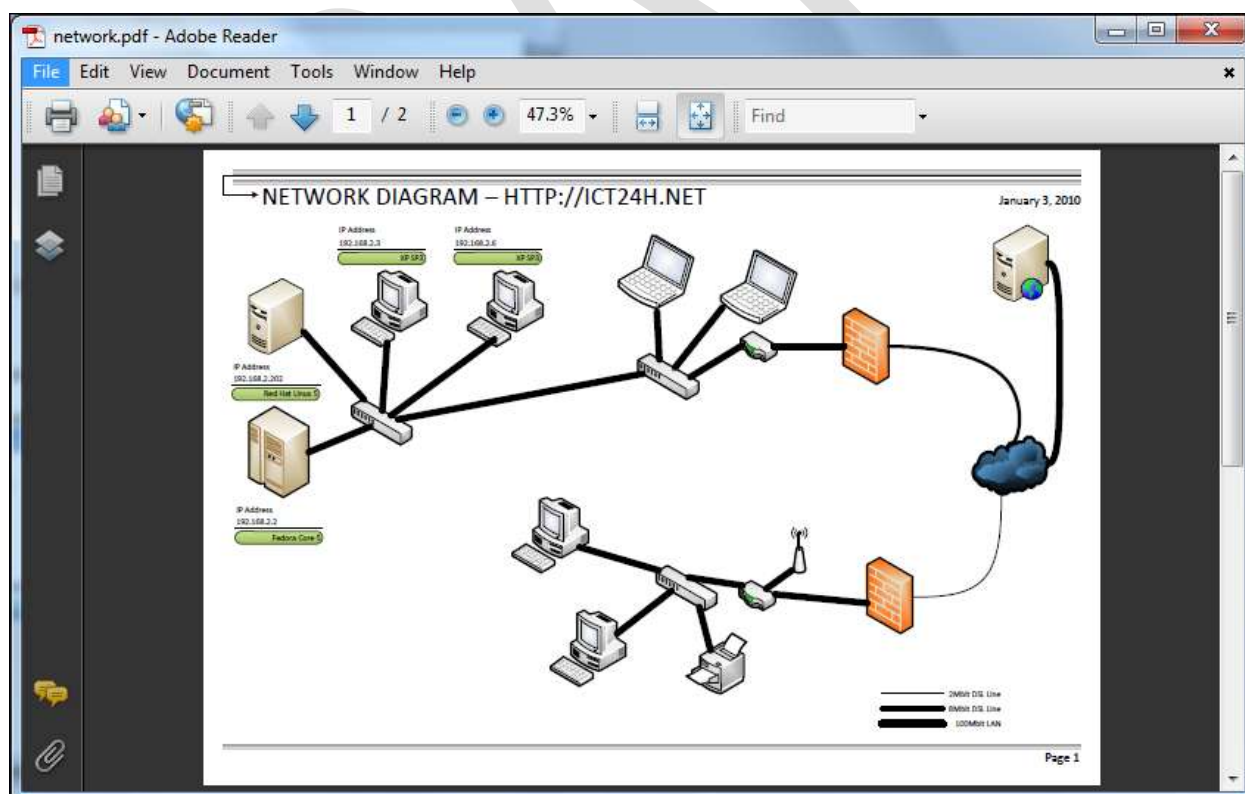 network.pdf - Adobe Reader
File Edit View Document Tools Window Help
1 / 2 47.3% Find
NETWORK DIAGRAM – HTTP://ICT24H.NET
January 3, 2010
IP Address
192.168.2.3
XP SP3
IP Address
192.168.2.6
XP SP3
IP Address
192.168.2.202
Red Hat Linux 5
IP Address
192.168.2.2
Fedora Core 5
2Mbit DSL Line
6Mbit DSL Line
100Mbit LAN
Page 1